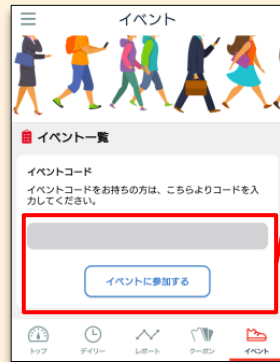 イベント
イベント一覧
イベントコード
イベントコードをお持ちの方は、こちらよりコードを入
力してください。
イベントに参加する
トップ
デイリー
レポート
クーポン
イベント